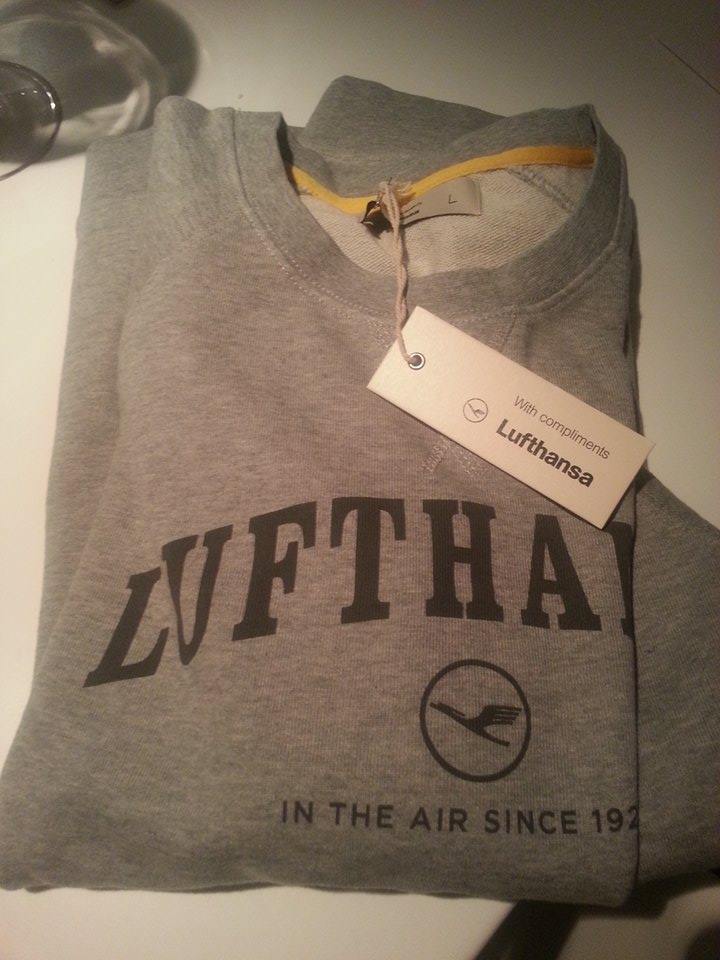 L
With compliments
Lufthansa
LUFTHA
IN THE AIR SINCE 192